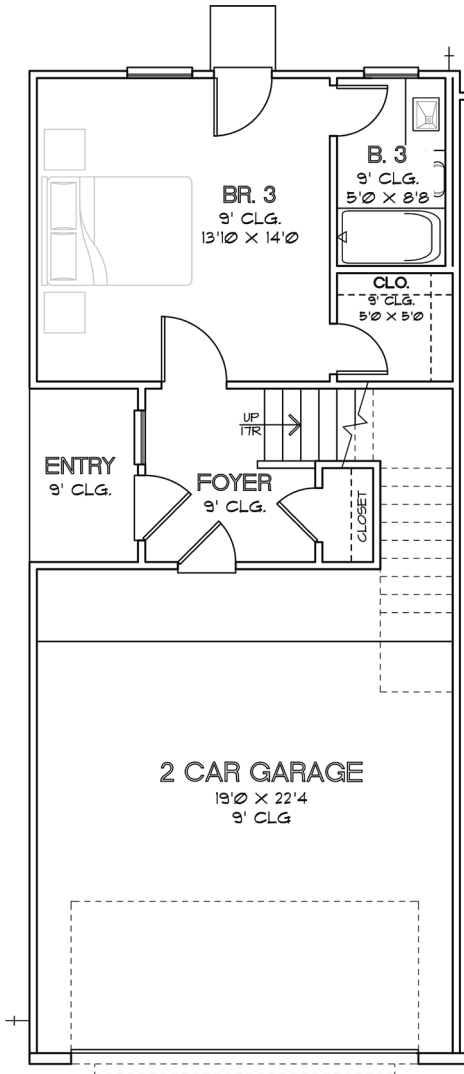 BR. 3
9' CLG.
13'10 X 14'0
B. 3
9' CLG.
5'0 X 8'8
CLO.
9' CLG.
5'0 X 5'0
UP
17R
ENTRY
9' CLG.
FOYER
9' CLG.
CLOSET
2 CAR GARAGE
19'0 X 22'4
9' CLG